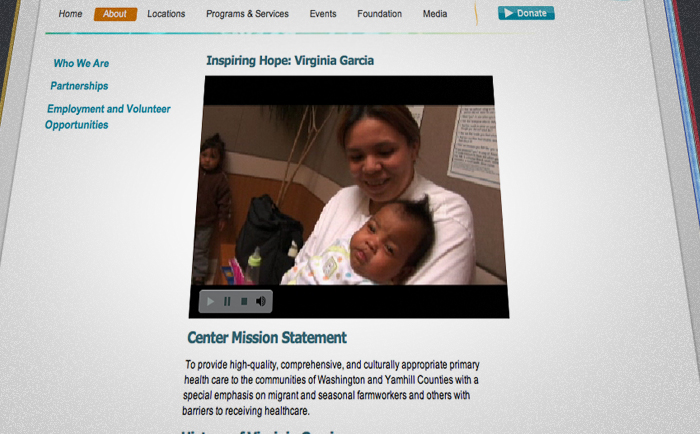 Home About Locations Programs & Services Events Foundation Media Donate
Who We Are
Partnerships
Employment and Volunteer
Opportunities
Inspiring Hope: Virginia Garcia
Center Mission Statement
To provide high-quality, comprehensive, and culturally appropriate primary
health care to the communities of Washington and Yamhill Counties with a
special emphasis on migrant and seasonal farmworkers and others with
barriers to receiving healthcare.